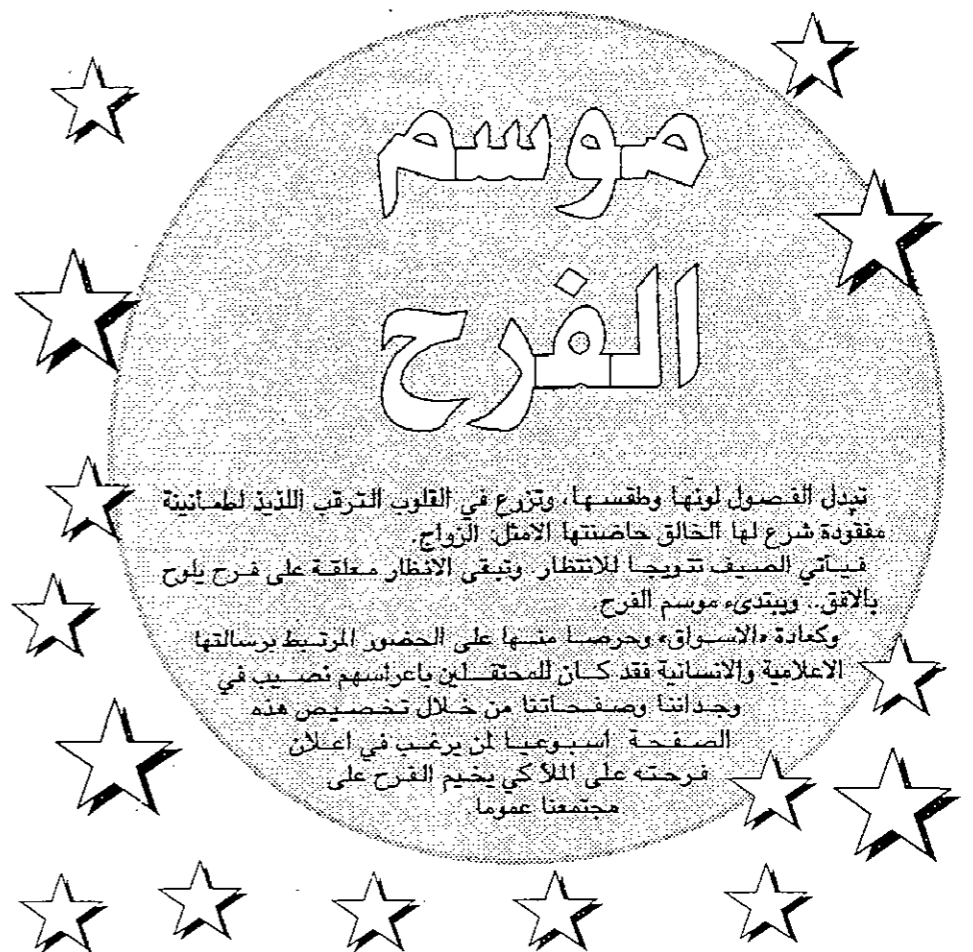 موسم
الفرح
تبدل الفصول لونها وطقسها، وتزرع في القلوب الترقب اللذيذ لطمأنينة
مفقودة شرع لها الخالق حاضنتها الامثل: الزواج.
فيأتي الصيف تتويجا للانتظار. وتبقى الانظار معلقة على فرح يلوح
بالافق.. ويبتدىء موسم الفرح.
وكعادة «الاسواق» وحرصا منها على الحضور المرتبط برسالتها
الاعلامية والانسانية فقد كان للمحتفلين باعراسهم نصيب في
وجداننا وصفحاتنا من خلال تخصيص هذه
الصفحة أسبوعيا لمن يرغب في اعلان
فرحته على الملأ كي يخيم الفرح على
مجتمعنا عموما.